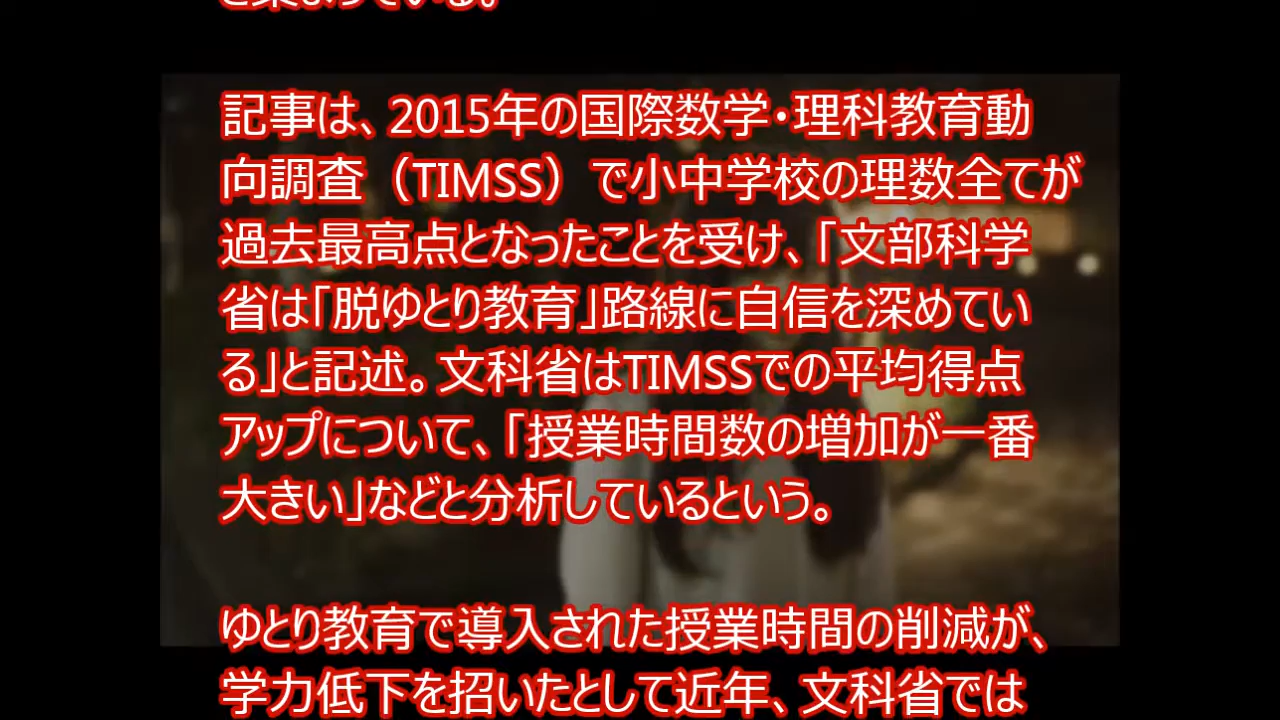 と集まっている。
記事は、2015年の国際数学・理科教育動
向調査（TIMSS）で小中学校の理数全てが
過去最高点となったことを受け、「文部科学
省は「脱ゆとり教育」路線に自信を深めてい
る」と記述。文科省はTIMSSでの平均得点
アップについて、「授業時間数の増加が一番
大きい」などと分析しているという。
ゆとり教育で導入された授業時間の削減が、
学力低下を招いたとして近年、文科省では